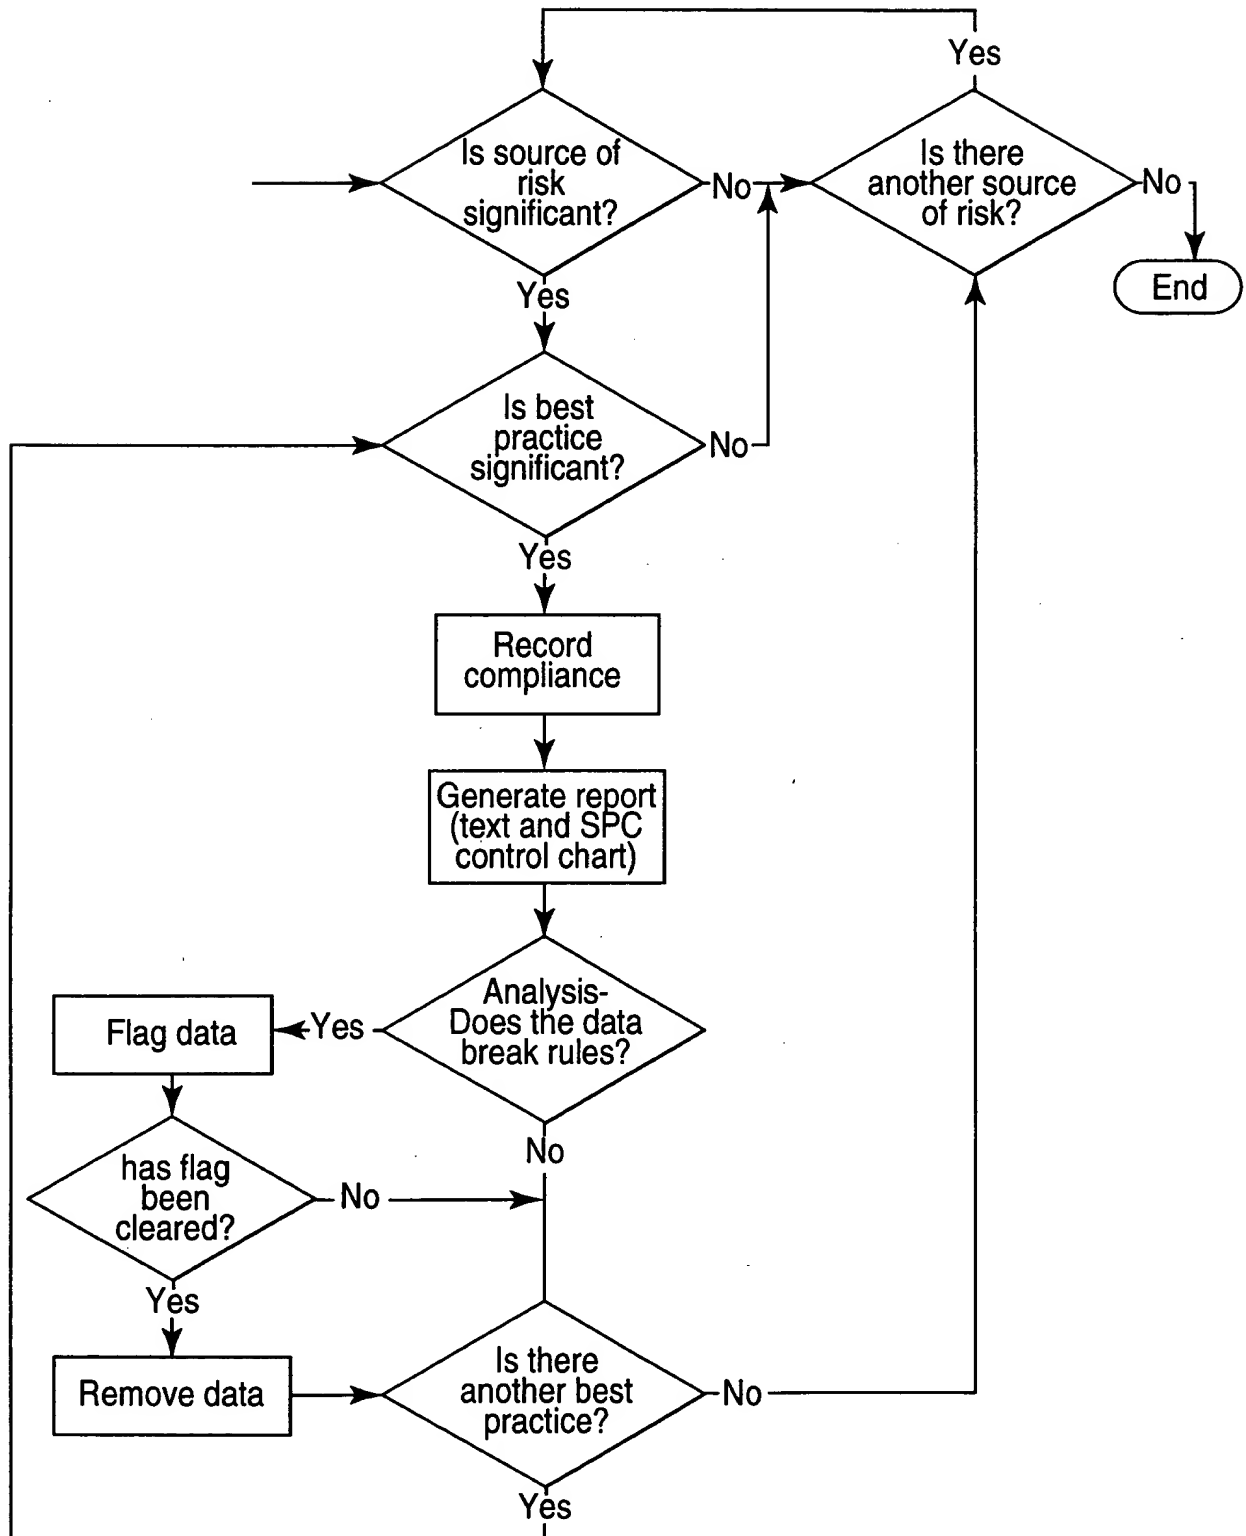 Yes
Is source of
risk
significant?
No
Is there
another source
of risk?
No
End
Yes
Is best
practice
significant?
No
Yes
Record
compliance
Generate report
(text and SPC
control chart)
Analysis-
Does the data
break rules?
Yes
Flag data
No
has flag
been
cleared?
No
Yes
Remove data
Is there
another best
practice?
No
Yes